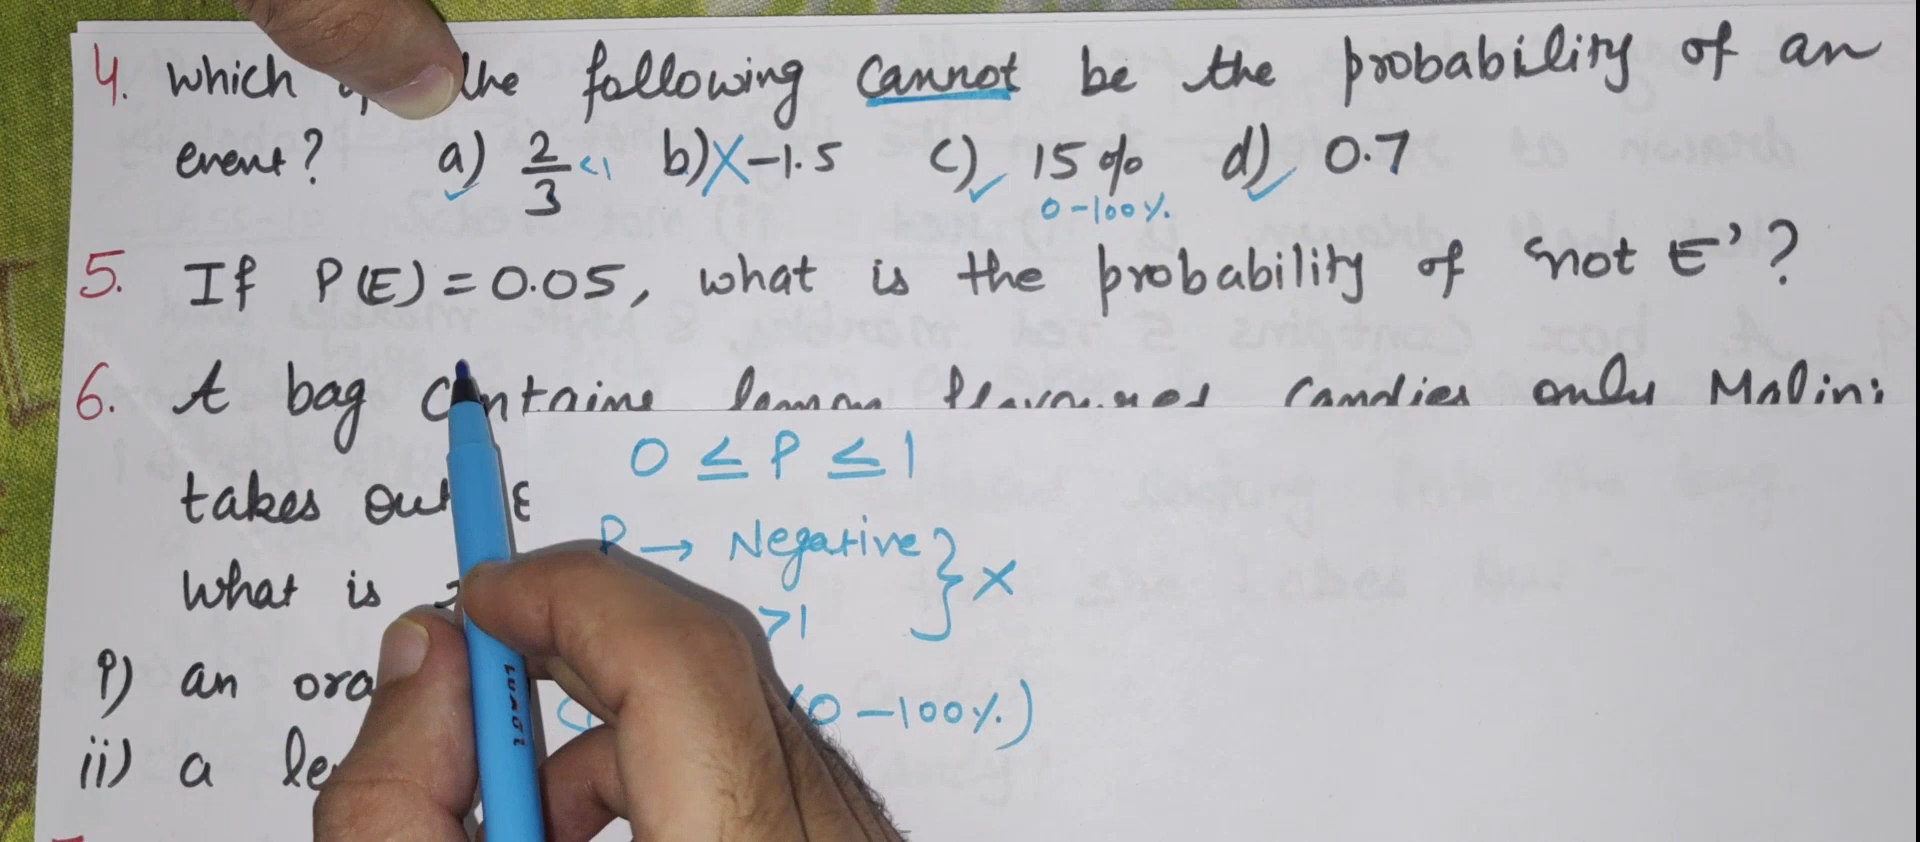 4. Which the following cannot be the probability of an
event? a) 2/3 <1 b) X -1.5 c) ✓ 15% d) ✓ 0.7
0-100%
5. If P(E) = 0.05, what is the probability of 'not E'?
6. A bag contains lemon flavoured candies only Malini
takes out
What is
i) an
ii) a
0 ≤ P ≤ 1
P → Negative } X
>1
(0-100%)